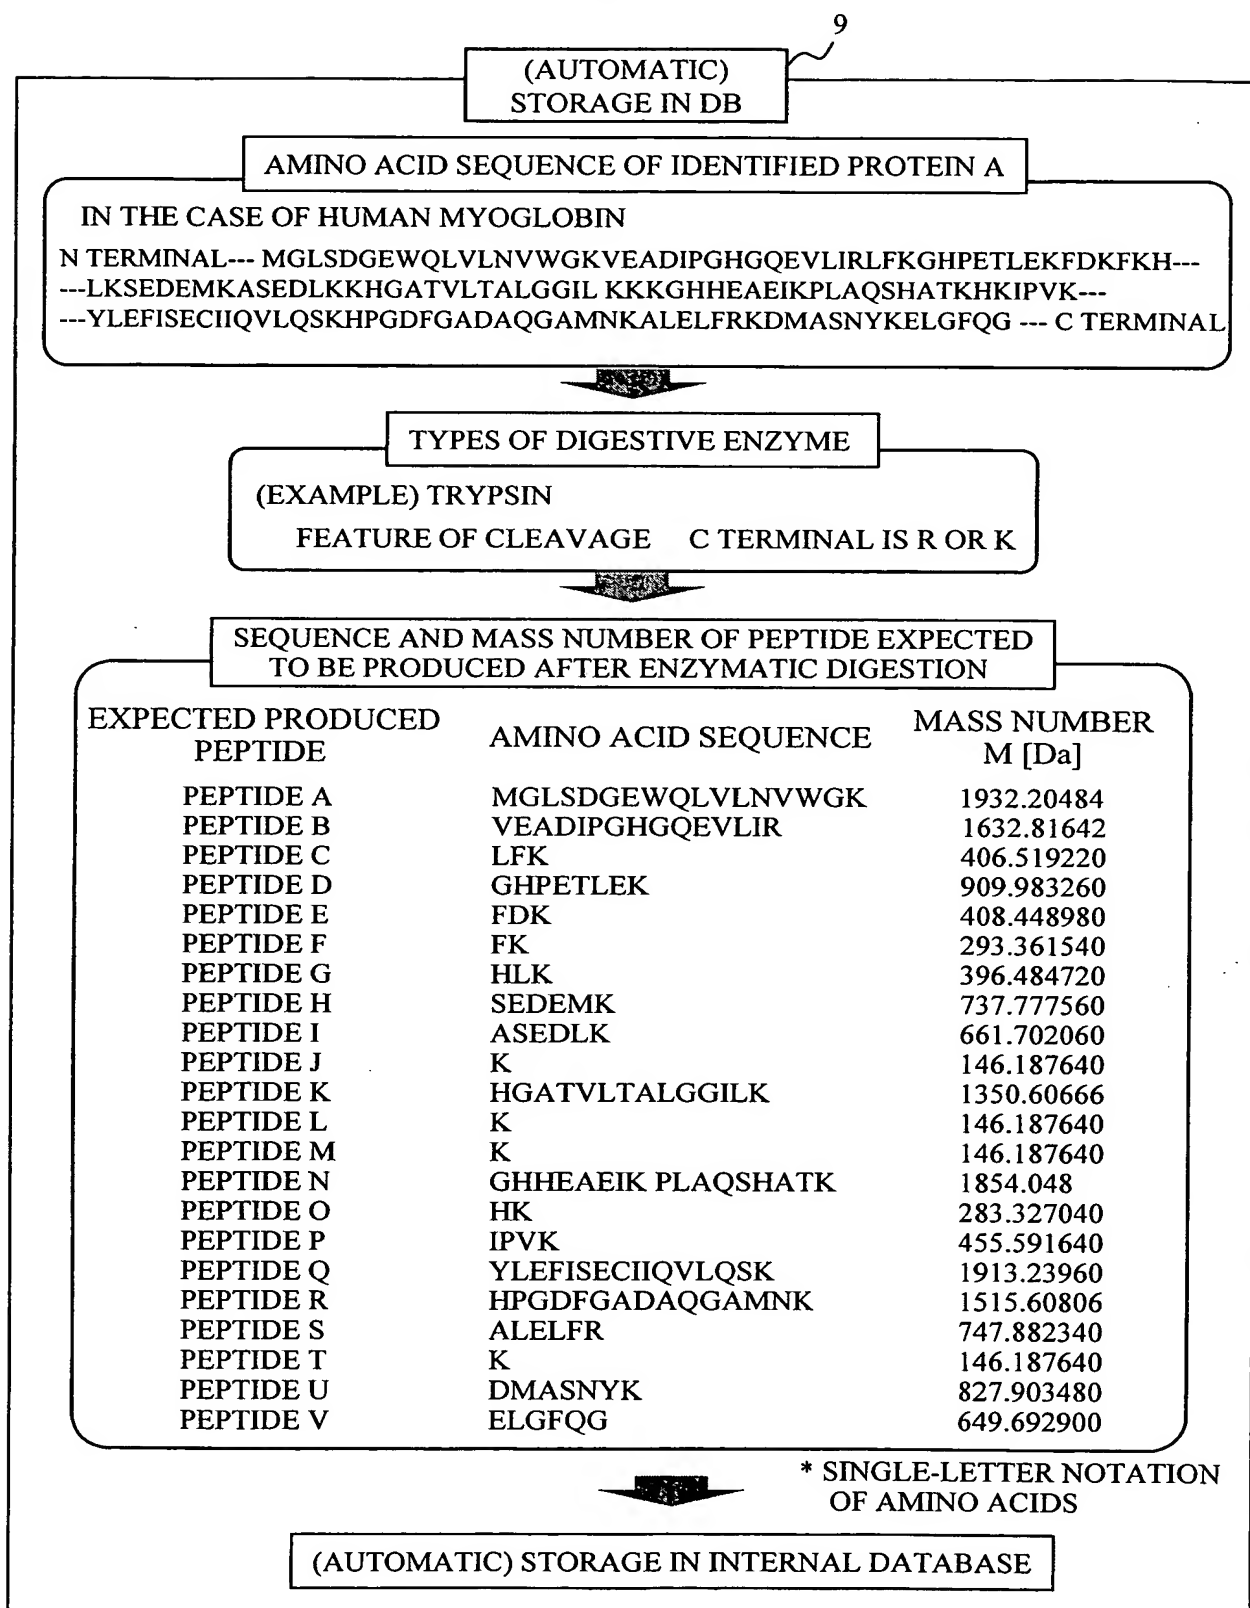 9
(AUTOMATIC)
STORAGE IN DB
AMINO ACID SEQUENCE OF IDENTIFIED PROTEIN A
IN THE CASE OF HUMAN MYOGLOBIN
N TERMINAL--- MGLSDGEWQLVLNVWGKVEADIPGHGQEVLIRLFKGHPETLEKFDKFKH---
---LKSEDEMKASEDLKKHGATVLTALGGIL KKKGHHEAEIKPLAQSHATKHKIPVK---
---YLEFISECIIQVLQSKHPGDFGADAQGAMNKALELFRKDMASNYKELGFQG --- C TERMINAL
TYPES OF DIGESTIVE ENZYME
(EXAMPLE) TRYPSIN
FEATURE OF CLEAVAGE C TERMINAL IS R OR K
SEQUENCE AND MASS NUMBER OF PEPTIDE EXPECTED
TO BE PRODUCED AFTER ENZYMATIC DIGESTION
EXPECTED PRODUCED
PEPTIDE
AMINO ACID SEQUENCE
MASS NUMBER
M [Da]
PEPTIDE A MGLSDGEWQLVLNVWGK 1932.20484
PEPTIDE B VEADIPGHGQEVLIR 1632.81642
PEPTIDE C LFK 406.519220
PEPTIDE D GHPETLEK 909.983260
PEPTIDE E FDK 408.448980
PEPTIDE F FK 293.361540
PEPTIDE G HLK 396.484720
PEPTIDE H SEDEMK 737.777560
PEPTIDE I ASEDLK 661.702060
PEPTIDE J K 146.187640
PEPTIDE K HGATVLTALGGILK 1350.60666
PEPTIDE L K 146.187640
PEPTIDE M K 146.187640
PEPTIDE N GHHEAEIK PLAQSHATK 1854.048
PEPTIDE O HK 283.327040
PEPTIDE P IPVK 455.591640
PEPTIDE Q YLEFISECIIQVLQSK 1913.23960
PEPTIDE R HPGDFGADAQGAMNK 1515.60806
PEPTIDE S ALELFR 747.882340
PEPTIDE T K 146.187640
PEPTIDE U DMASNYK 827.903480
PEPTIDE V ELGFQG 649.692900
* SINGLE-LETTER NOTATION
OF AMINO ACIDS
(AUTOMATIC) STORAGE IN INTERNAL DATABASE